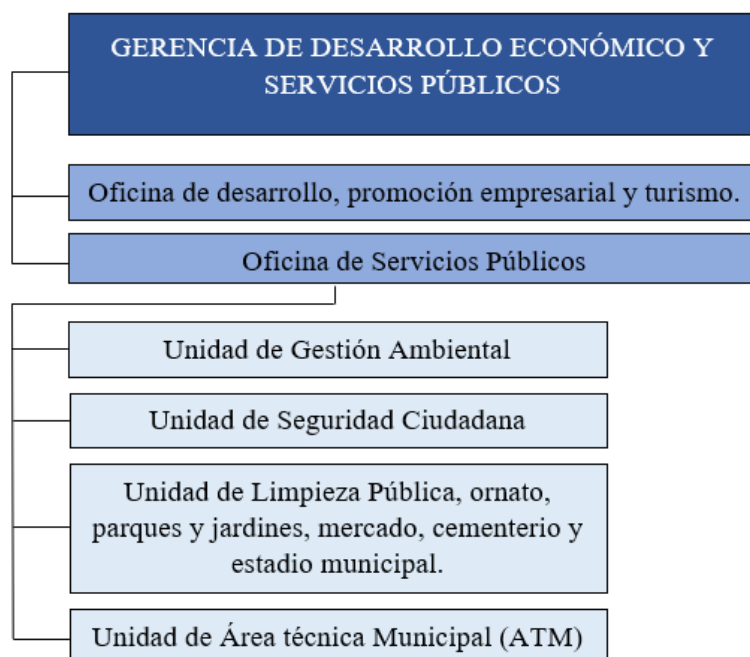 GERENCIA DE DESARROLLO ECONÓMICO Y
SERVICIOS PÚBLICOS
Oficina de desarrollo, promoción empresarial y turismo.
Oficina de Servicios Públicos
Unidad de Gestión Ambiental
Unidad de Seguridad Ciudadana
Unidad de Limpieza Pública, ornato,
parques y jardines, mercado, cementerio y
estadio municipal.
Unidad de Área técnica Municipal (ATM)